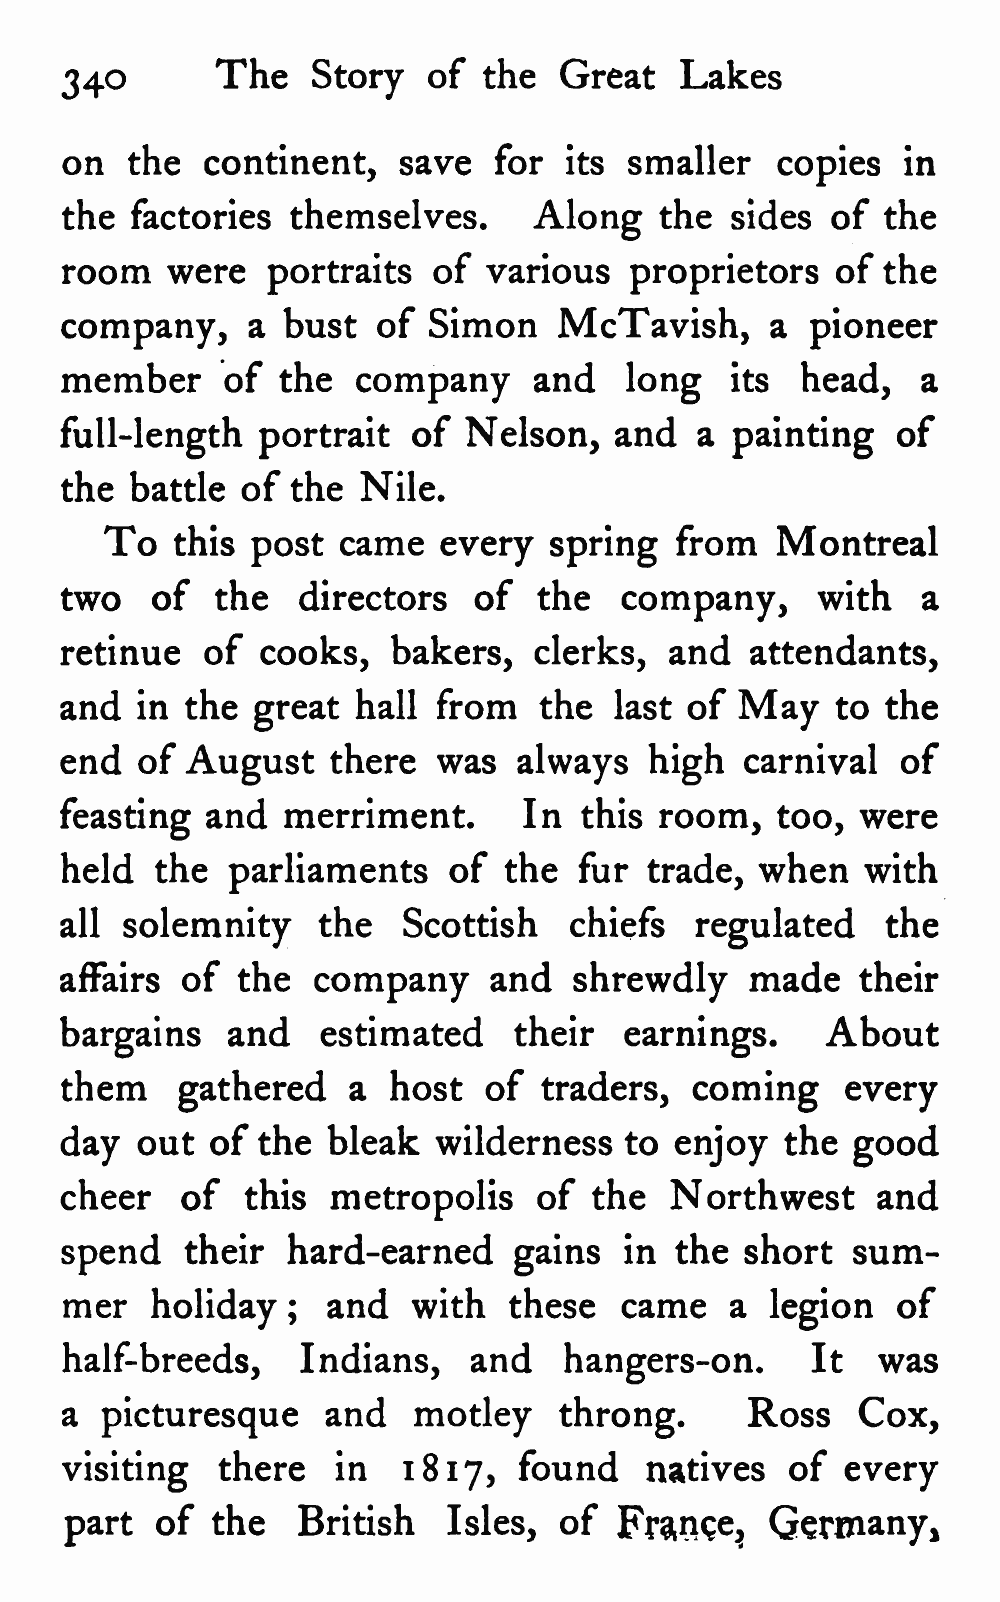 340 The Story of the Great Lakes
on the continent, save for its smaller copies in
the factories themselves. Along the sides of the
room were portraits of various proprietors of the
company, a bust of Simon McTavish, a pioneer
member of the company and long its head, a
full-length portrait of Nelson, and a painting of
the battle of the Nile.
To this post came every spring from Montreal
two of the directors of the company, with a
retinue of cooks, bakers, clerks, and attendants,
and in the great hall from the last of May to the
end of August there was always high carnival of
feasting and merriment. In this room, too, were
held the parliaments of the fur trade, when with
all solemnity the Scottish chiefs regulated the
affairs of the company and shrewdly made their
bargains and estimated their earnings. About
them gathered a host of traders, coming every
day out of the bleak wilderness to enjoy the good
cheer of this metropolis of the Northwest and
spend their hard-earned gains in the short sum-
mer holiday; and with these came a legion of
half-breeds, Indians, and hangers-on. It was
a picturesque and motley throng. Ross Cox,
visiting there in 1817, found natives of every
part of the British Isles, of France, Germany,